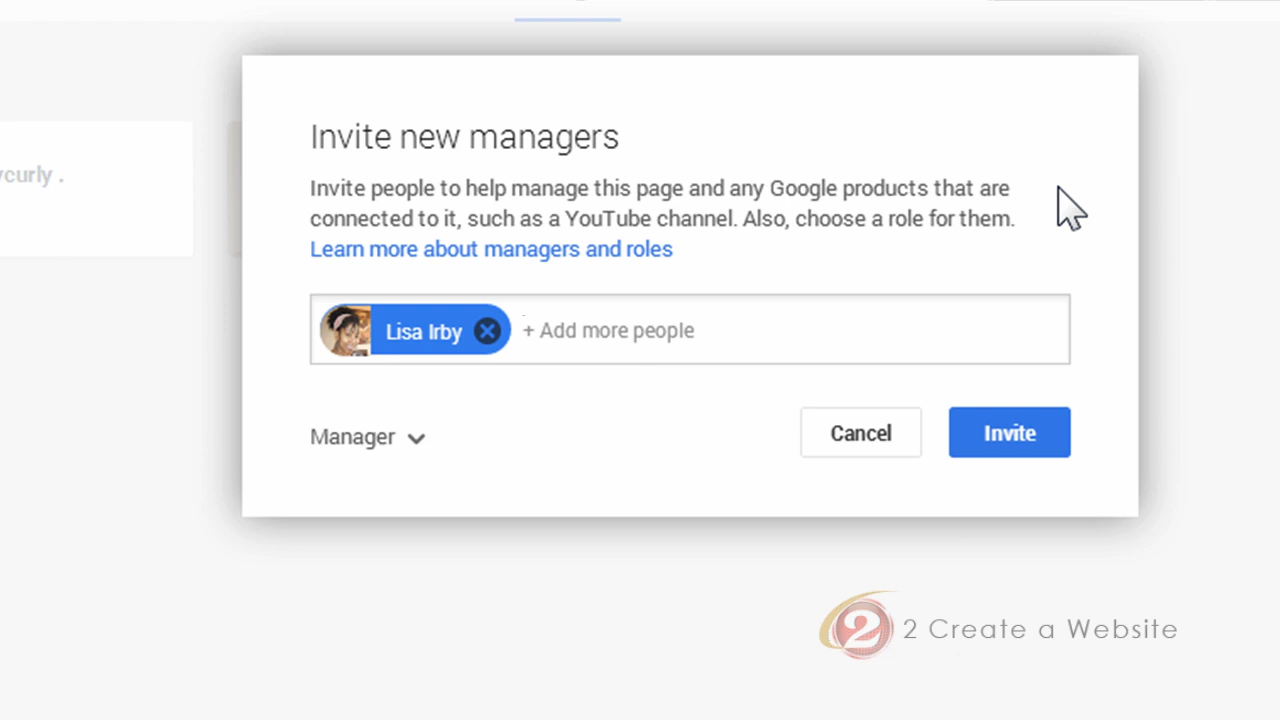 Invite new managers
Invite people to help manage this page and any Google products that are
connected to it, such as a YouTube channel. Also, choose a role for them.
Learn more about managers and roles
curly .
Lisa Irby + Add more people
Manager
Cancel
Invite
2 2 Create a Website